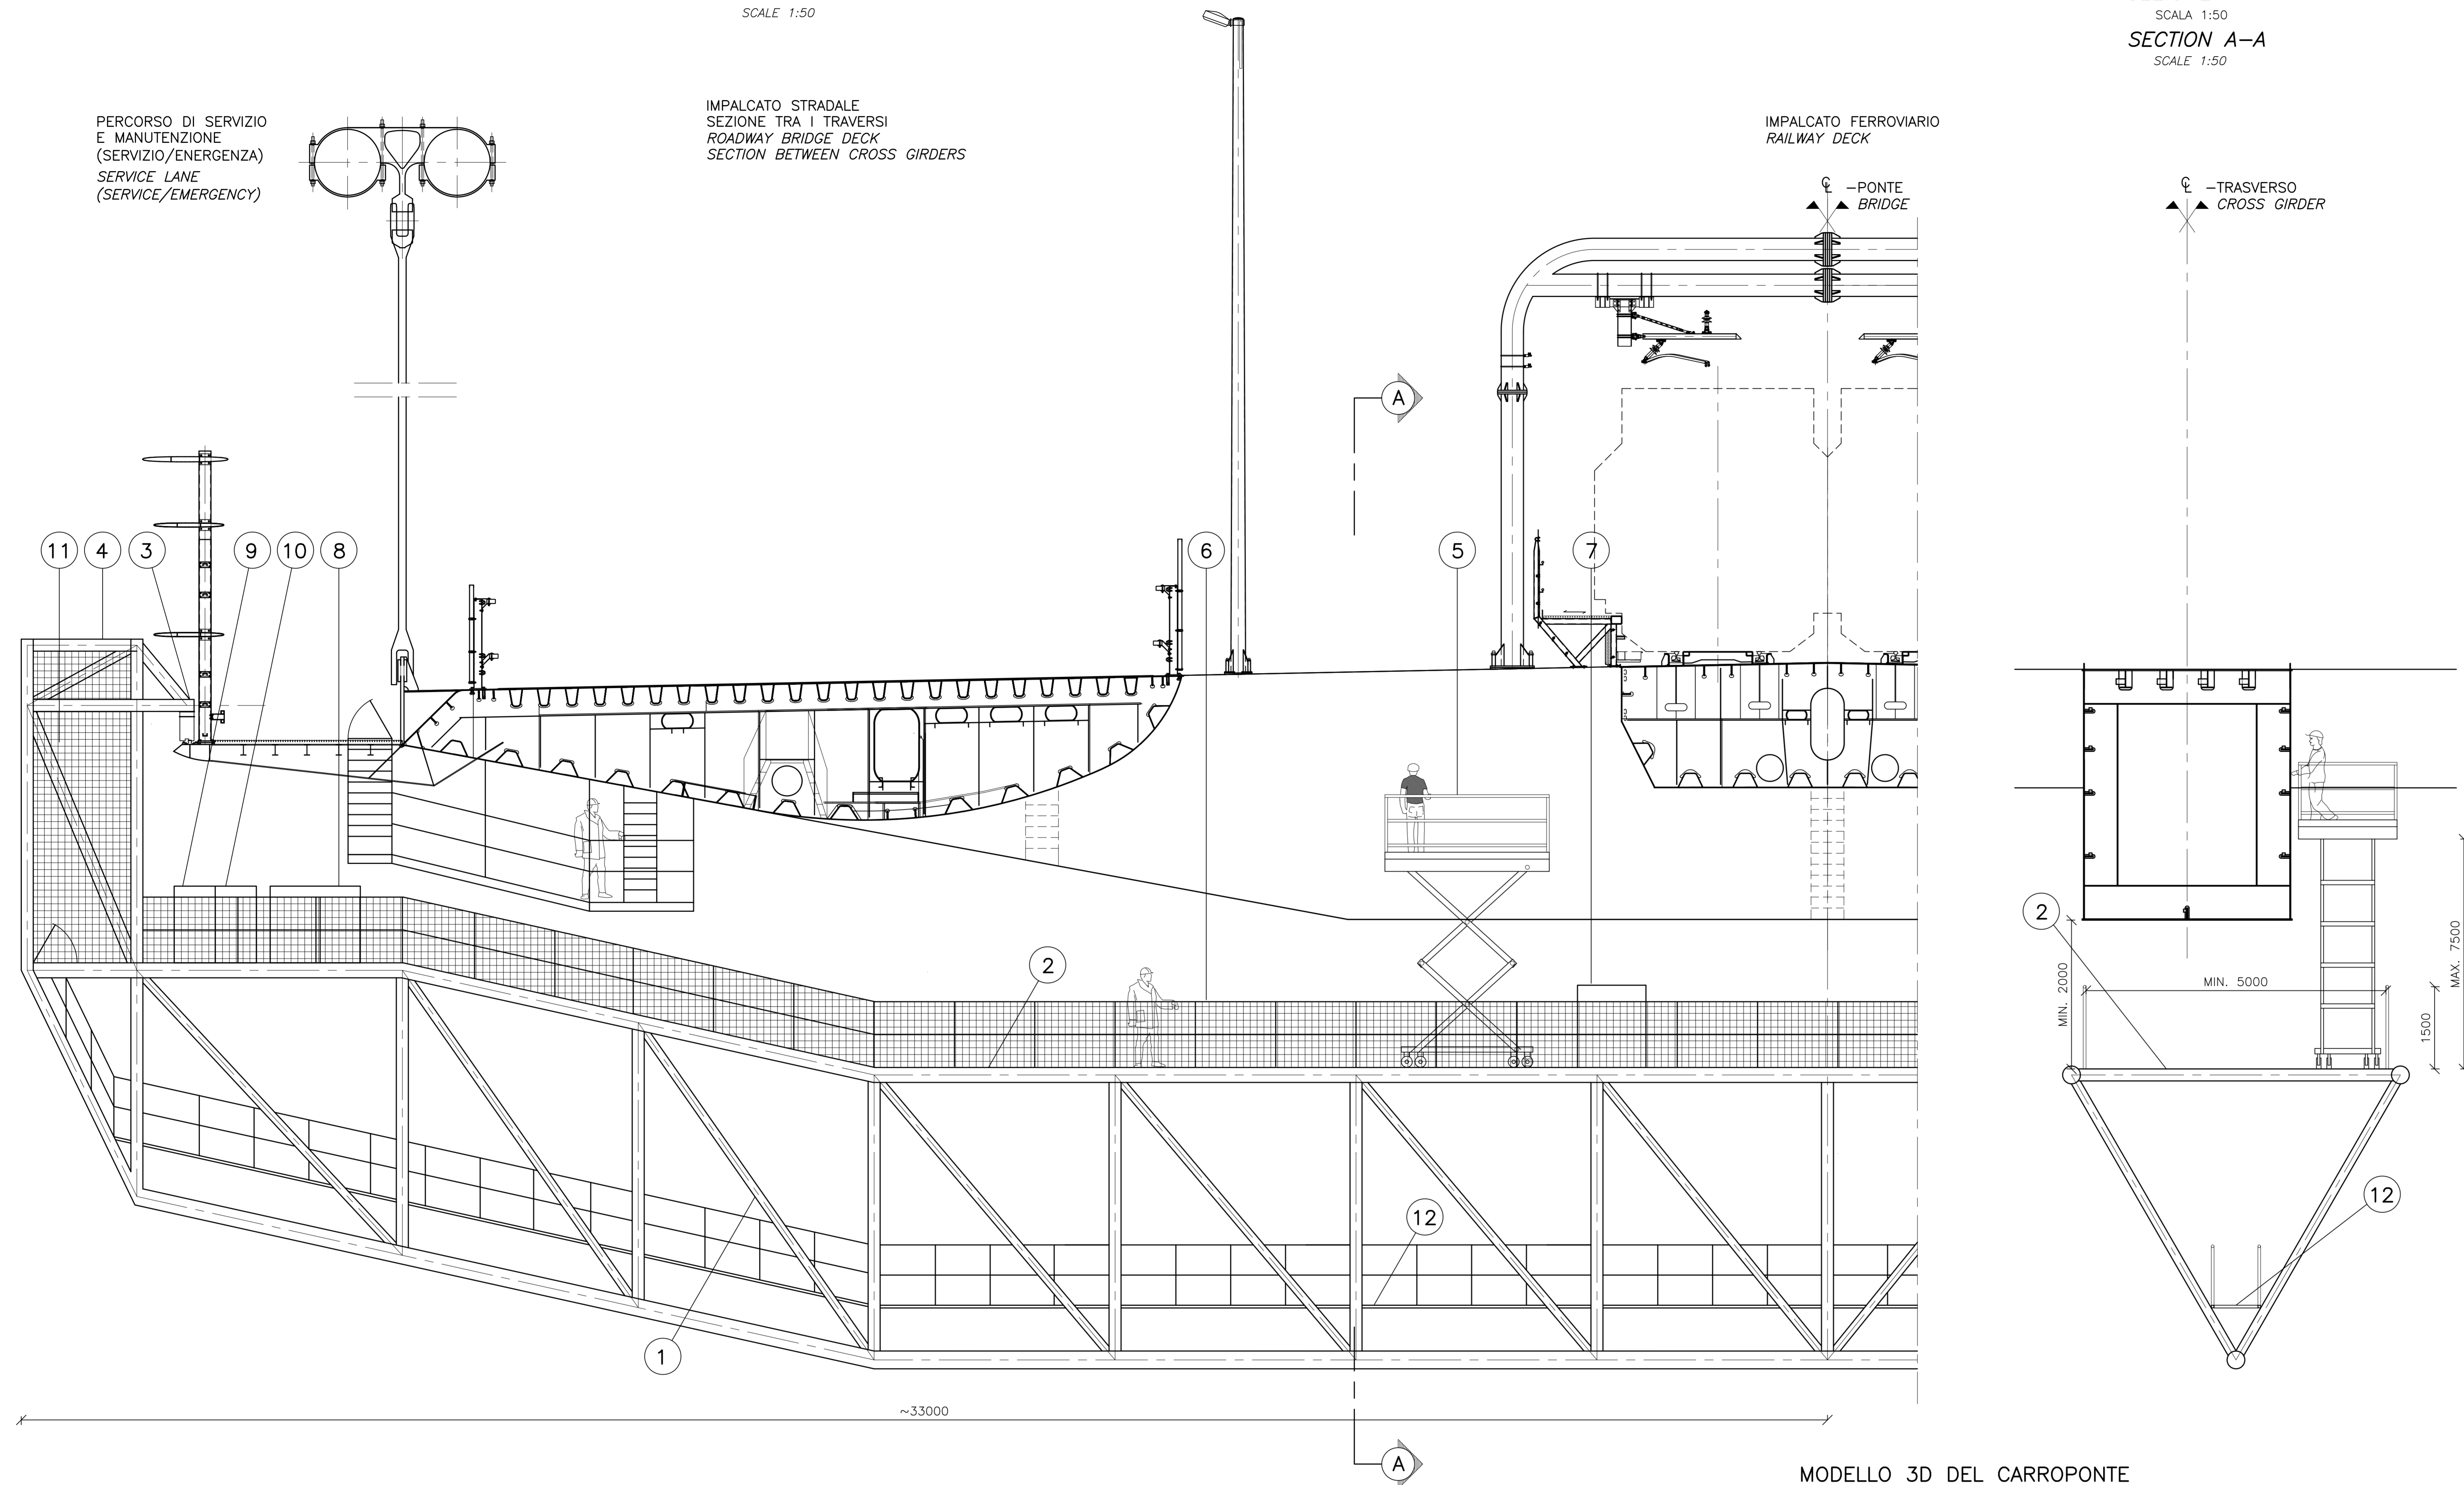 SCALE 1:50
SCALA 1:50
SECTION A-A
SCALE 1:50
PERCORSO DI SERVIZIO
E MANUTENZIONE
(SERVIZIO/ENERGENZA)
SERVICE LANE
(SERVICE/EMERGENCY)
IMPALCATO STRADALE
SEZIONE TRA I TRAVERSI
ROADWAY BRIDGE DECK
SECTION BETWEEN CROSS GIRDERS
IMPALCATO FERROVIARIO
RAILWAY DECK
℄ -PONTE
BRIDGE
℄ -TRASVERSO
CROSS GIRDER
A
11
4
3
9
10
8
6
5
7
2
2
MIN. 2000
MIN. 5000
1500
MAX. 7500
12
12
1
~33000
A
MODELLO 3D DEL CARROPONTE